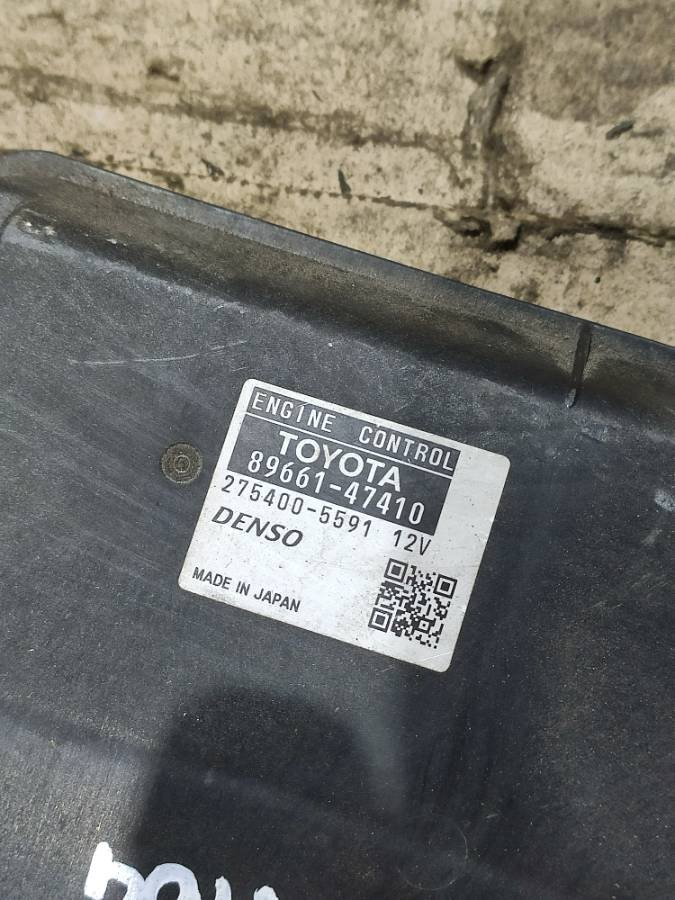 ENGINE CONTROL
TOYOTA
89661-47410
275400-5591 12V
DENSO
MADE IN JAPAN